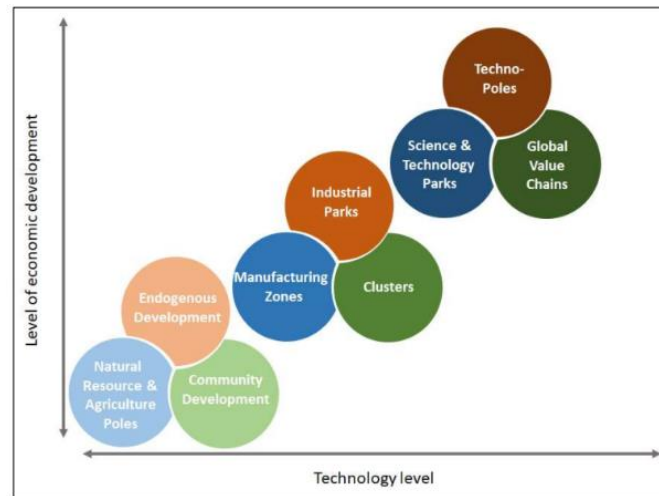 Level of economic development
Techno-
Poles
Science &
Technology
Parks
Global
Value
Chains
Industrial
Parks
Manufacturing
Zones
Clusters
Endogenous
Development
Natural
Resource &
Agriculture
Poles
Community
Development
Technology level